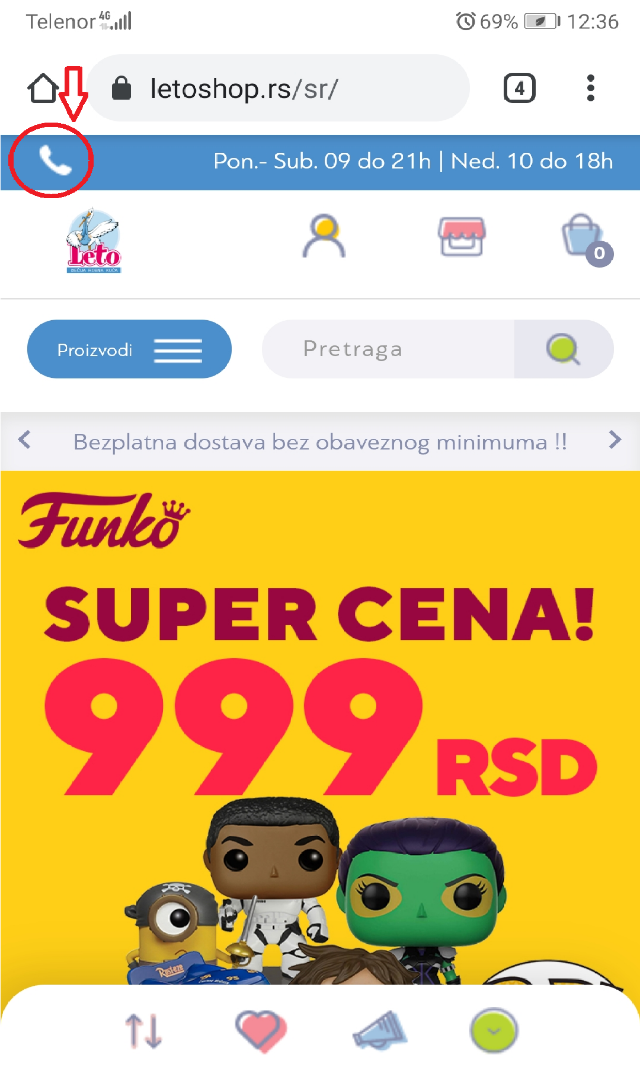 Telenor 4G 69% 12:36
letoshop.rs/sr/ 4
Pon.- Sub. 09 do 21h | Ned. 10 do 18h
Leto
0
Proizvodi Pretraga
Bezplatna dostava bez obaveznog minimuma !!
Funko
SUPER CENA!
999 RSD